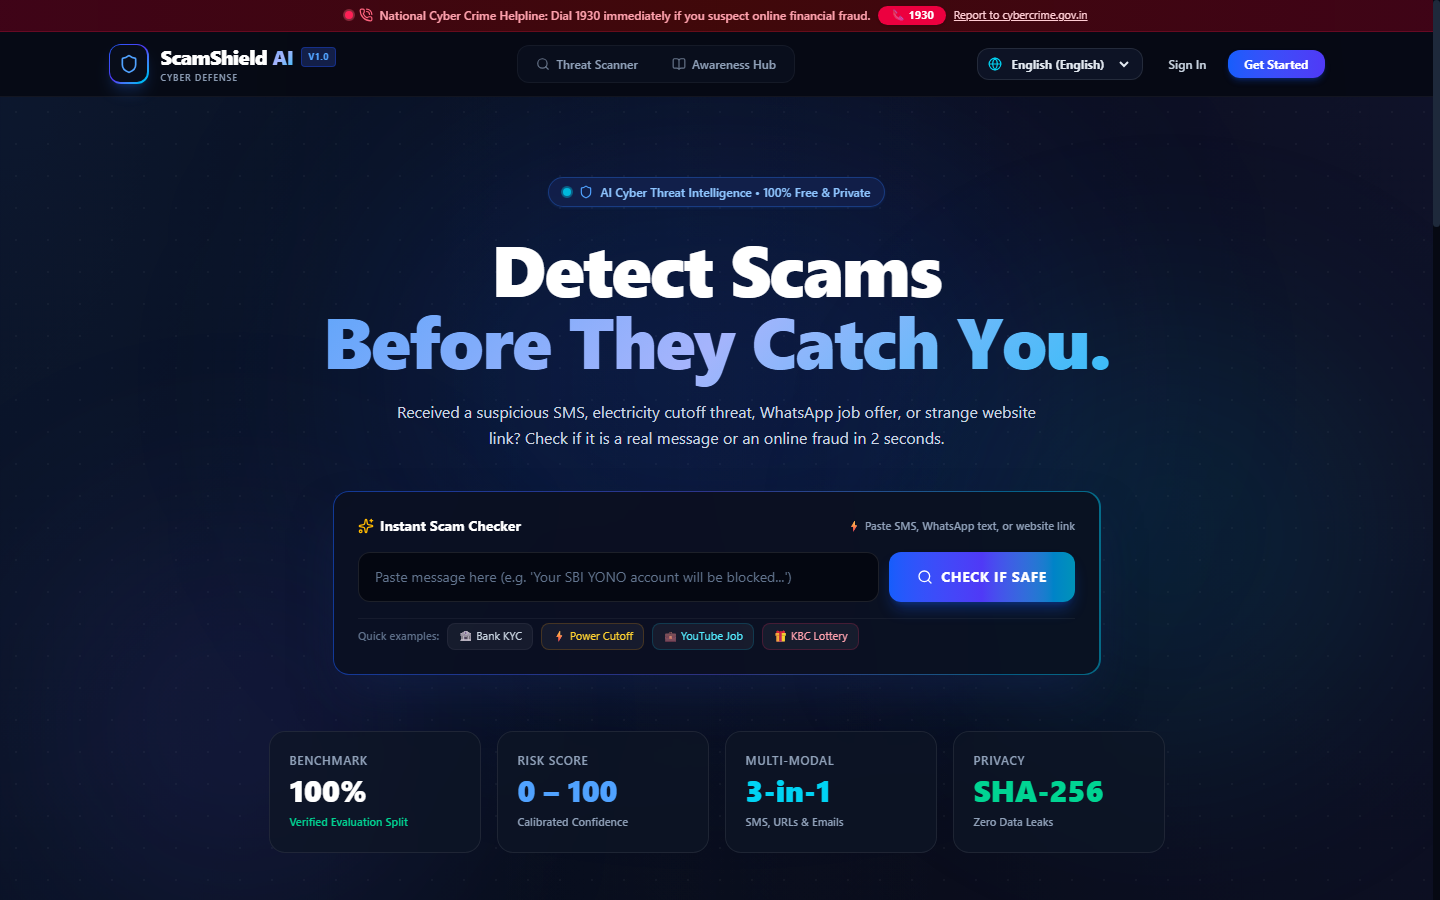 National Cyber Crime Helpline: Dial 1930 immediately if you suspect online financial fraud. 1930 Report to cybercrime.gov.in
ScamShield AI V1.0
CYBER DEFENSE
Threat Scanner
Awareness Hub
English (English)
Sign In
Get Started
AI Cyber Threat Intelligence • 100% Free & Private
Detect Scams
Before They Catch You.
Received a suspicious SMS, electricity cutoff threat, WhatsApp job offer, or strange website
link? Check if it is a real message or an online fraud in 2 seconds.
Instant Scam Checker
Paste SMS, WhatsApp text, or website link
Paste message here (e.g. 'Your SBI YONO account will be blocked...')
CHECK IF SAFE
Quick examples: Bank KYC Power Cutoff YouTube Job KBC Lottery
BENCHMARK
100%
Verified Evaluation Split
RISK SCORE
0 – 100
Calibrated Confidence
MULTI-MODAL
3-in-1
SMS, URLs & Emails
PRIVACY
SHA-256
Zero Data Leaks